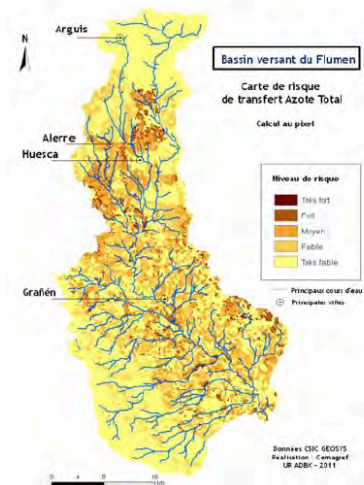 Arguis
N
Bassin versant du Flumen
Carte de risque
de transfert Azote Total
Calcul au pixel
Alerre
Huesca
Niveau de risque
Très fort
Fort
Moyen
Faible
Très faible
Principaux cours d'eau
Principales villes
Grañén
Données CSIC GEOSYS
Réalisation : Cemagref
UR ADBX - 2011
0